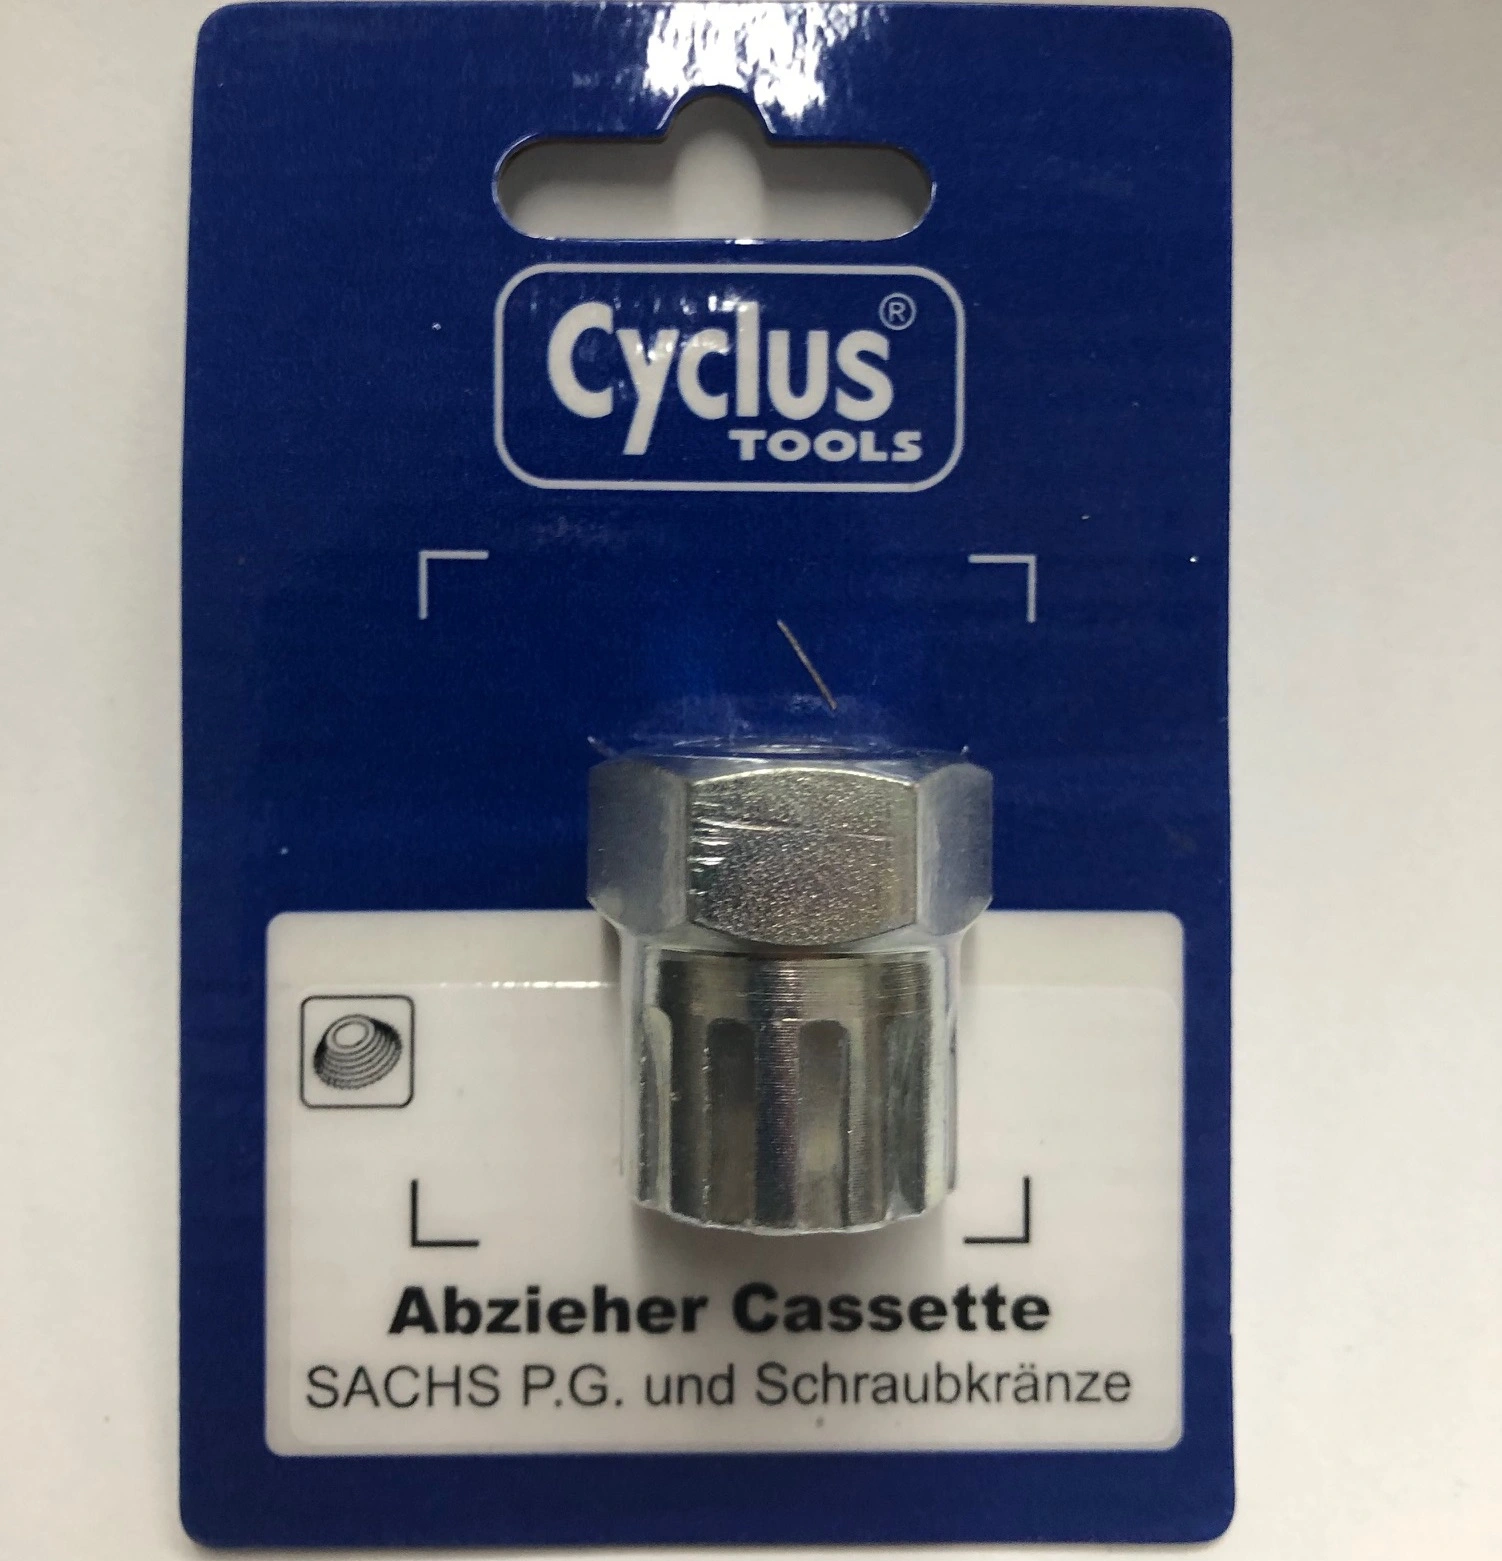 Cyclus®
TOOLS
Abzieher Cassette
SACHS P.G. und Schraubkränze